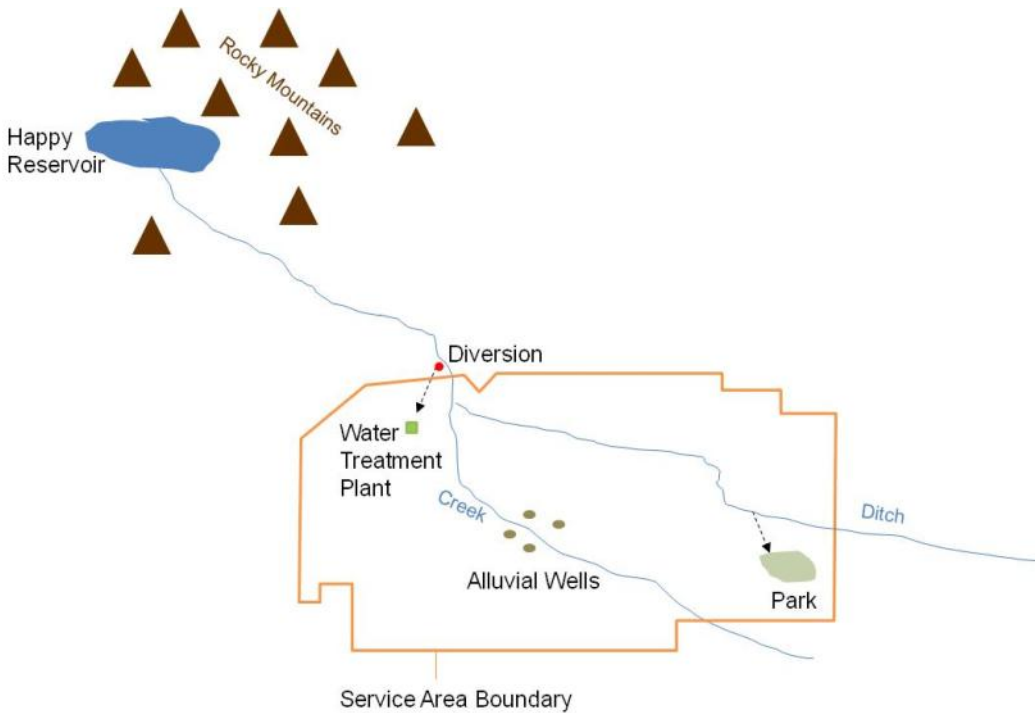 Rocky Mountains
Happy
Reservoir
Diversion
Water
Treatment
Plant
Creek
Ditch
Alluvial Wells
Park
Service Area Boundary